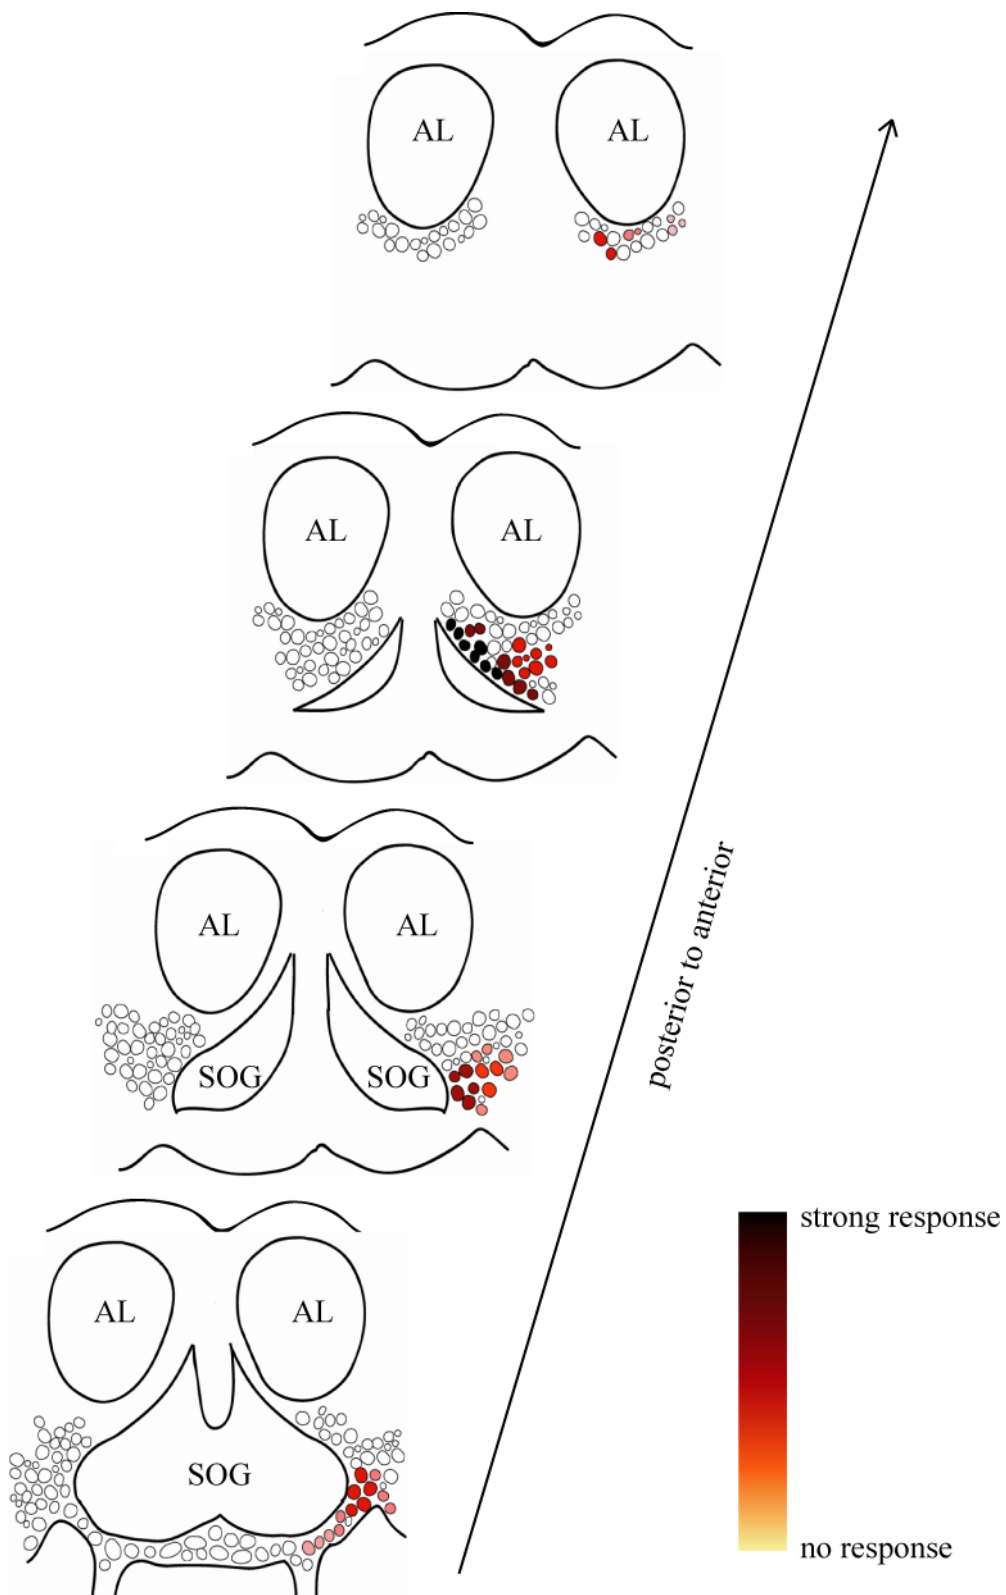 AL AL
AL AL
AL AL
SOG SOG
posterior to anterior
strong response
AL AL
SOG
no response